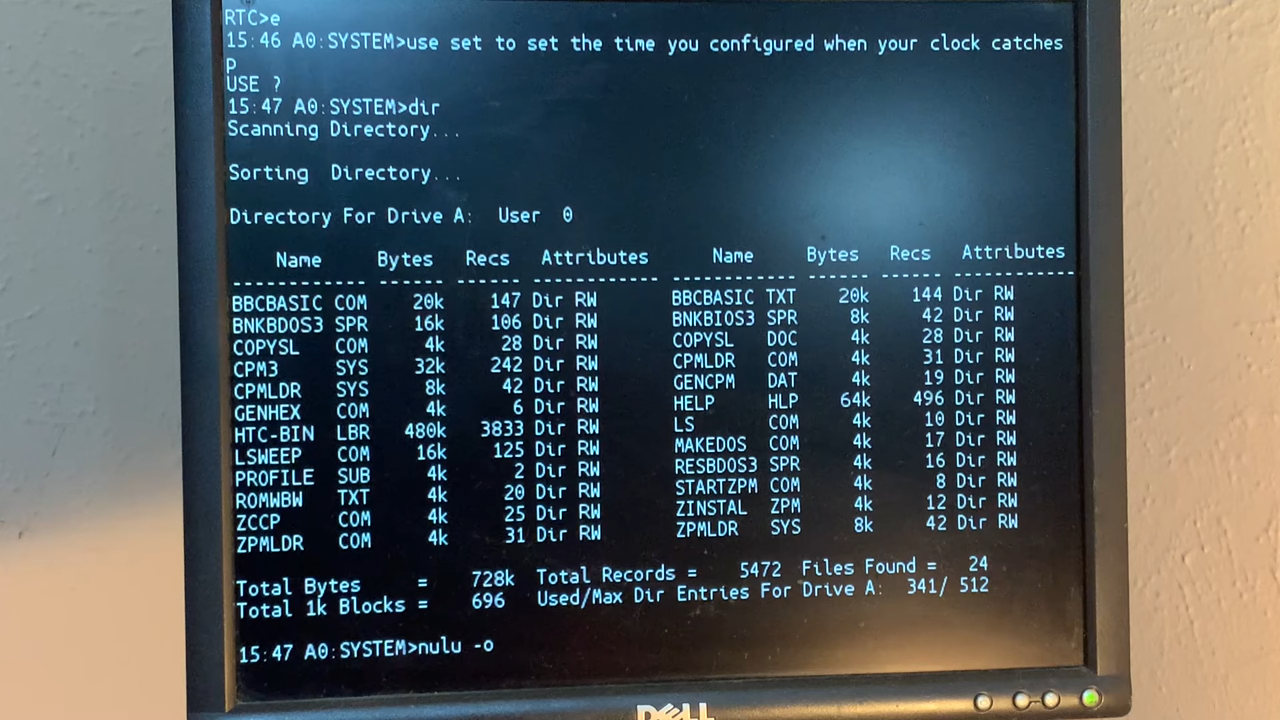 RTC>e
15:46 A0:SYSTEM>use set to set the time you configured when your clock catches
p
USE ?
15:47 A0:SYSTEM>dir
Scanning Directory...
Sorting Directory...
Directory For Drive A: User 0
Name Bytes Recs Attributes Name Bytes Recs Attributes
------------ ------ ------ ------------ ------------ ------ ------ ------------
BBCBASIC COM 20k 147 Dir RW BBCBASIC TXT 20k 144 Dir RW
BNKBDOS3 SPR 16k 106 Dir RW BNKBIOS3 SPR 8k 42 Dir RW
COPYSL COM 4k 28 Dir RW COPYSL DOC 4k 28 Dir RW
CPM3 SYS 32k 242 Dir RW CPMLDR COM 4k 31 Dir RW
CPMLDR SYS 8k 42 Dir RW GENCPM DAT 4k 19 Dir RW
GENHEX COM 4k 6 Dir RW HELP HLP 64k 496 Dir RW
HTC-BIN LBR 480k 3833 Dir RW LS COM 4k 10 Dir RW
LSWEEP COM 16k 125 Dir RW MAKEDOS COM 4k 17 Dir RW
PROFILE SUB 4k 2 Dir RW RESBDOS3 SPR 4k 16 Dir RW
ROMWBW TXT 4k 20 Dir RW STARTZPM COM 4k 8 Dir RW
ZCCP COM 4k 25 Dir RW ZINSTAL ZPM 4k 12 Dir RW
ZPMLDR COM 4k 31 Dir RW ZPMLDR SYS 8k 42 Dir RW
Total Bytes = 728k Total Records = 5472 Files Found = 24
Total 1k Blocks = 696 Used/Max Dir Entries For Drive A: 341/ 512
15:47 A0:SYSTEM>nulu -o
DELL